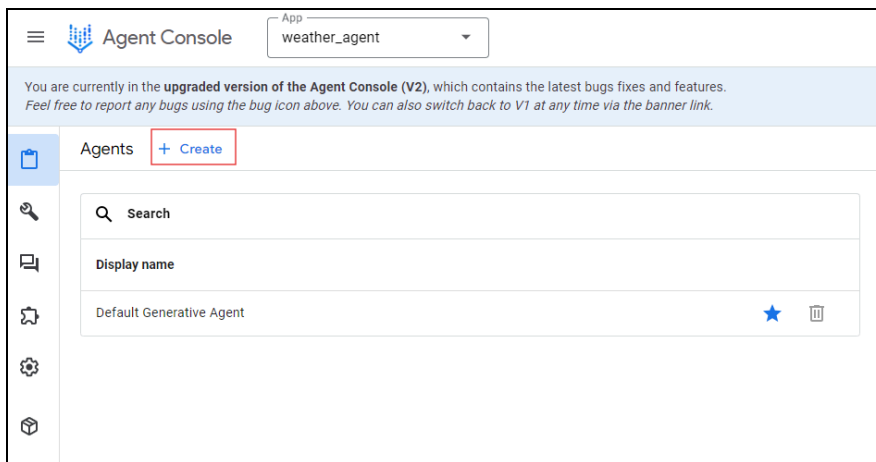 Agent Console
App
weather_agent
You are currently in the upgraded version of the Agent Console (V2), which contains the latest bugs fixes and features.
Feel free to report any bugs using the bug icon above. You can also switch back to V1 at any time via the banner link.
Agents + Create
Search
Display name
Default Generative Agent